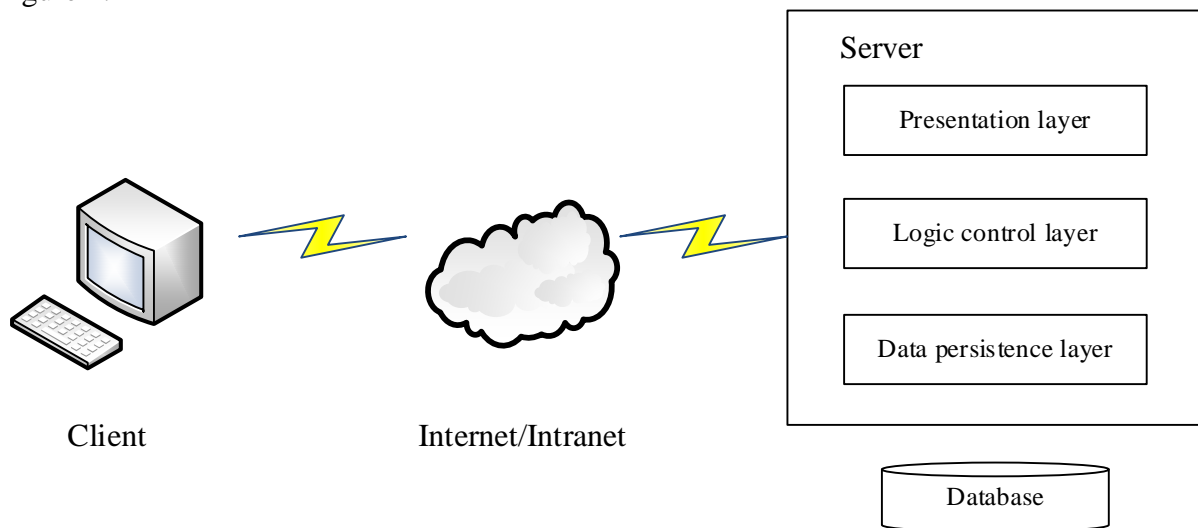 Server
Presentation layer
Logic control layer
Data persistence layer
Client
Internet/Intranet
Database